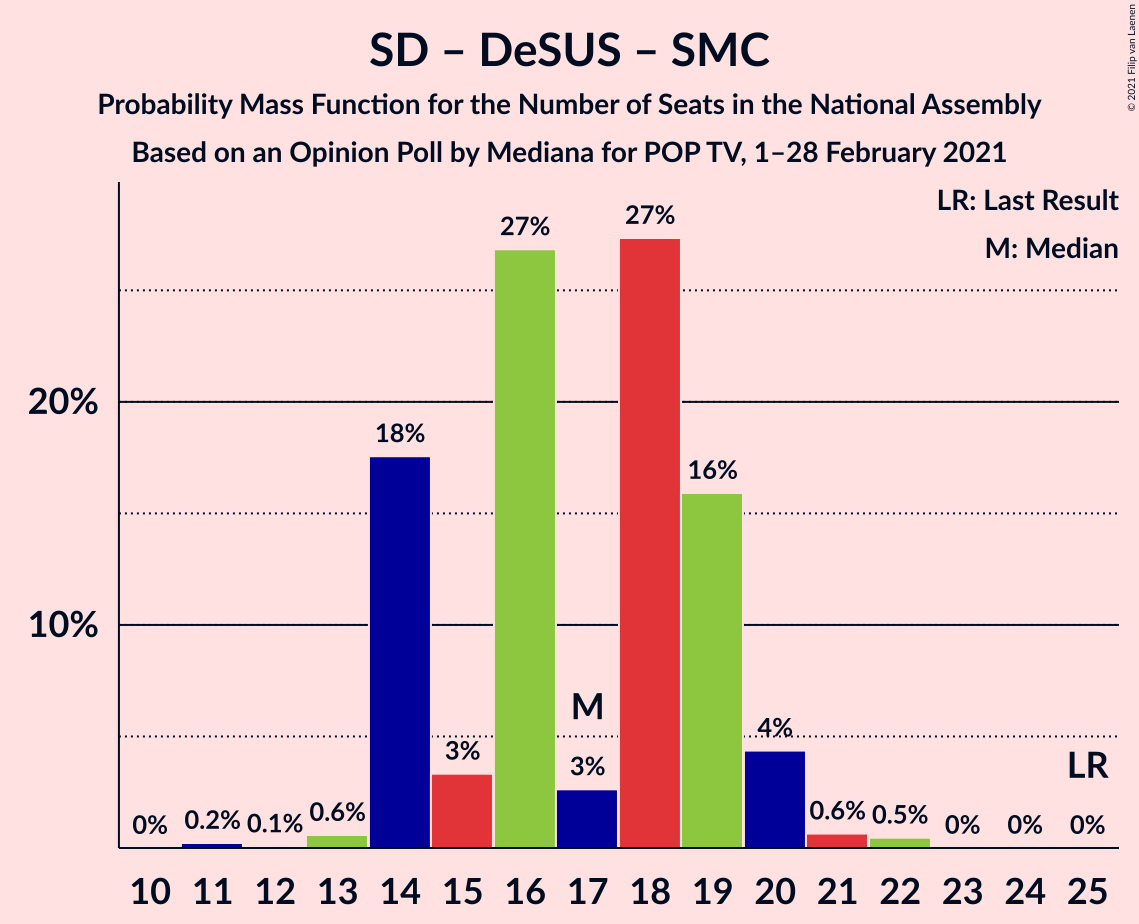 SD – DeSUS – SMC
Probability Mass Function for the Number of Seats in the National Assembly
Based on an Opinion Poll by Mediana for POP TV, 1–28 February 2021
© 2021 Filip van Laenen
LR: Last Result
M: Median
20%
10%
0%
0.2%
0.1%
0.6%
18%
3%
27%
M
3%
27%
16%
4%
0.6%
0.5%
0%
0%
LR
0%
10 11 12 13 14 15 16 17 18 19 20 21 22 23 24 25